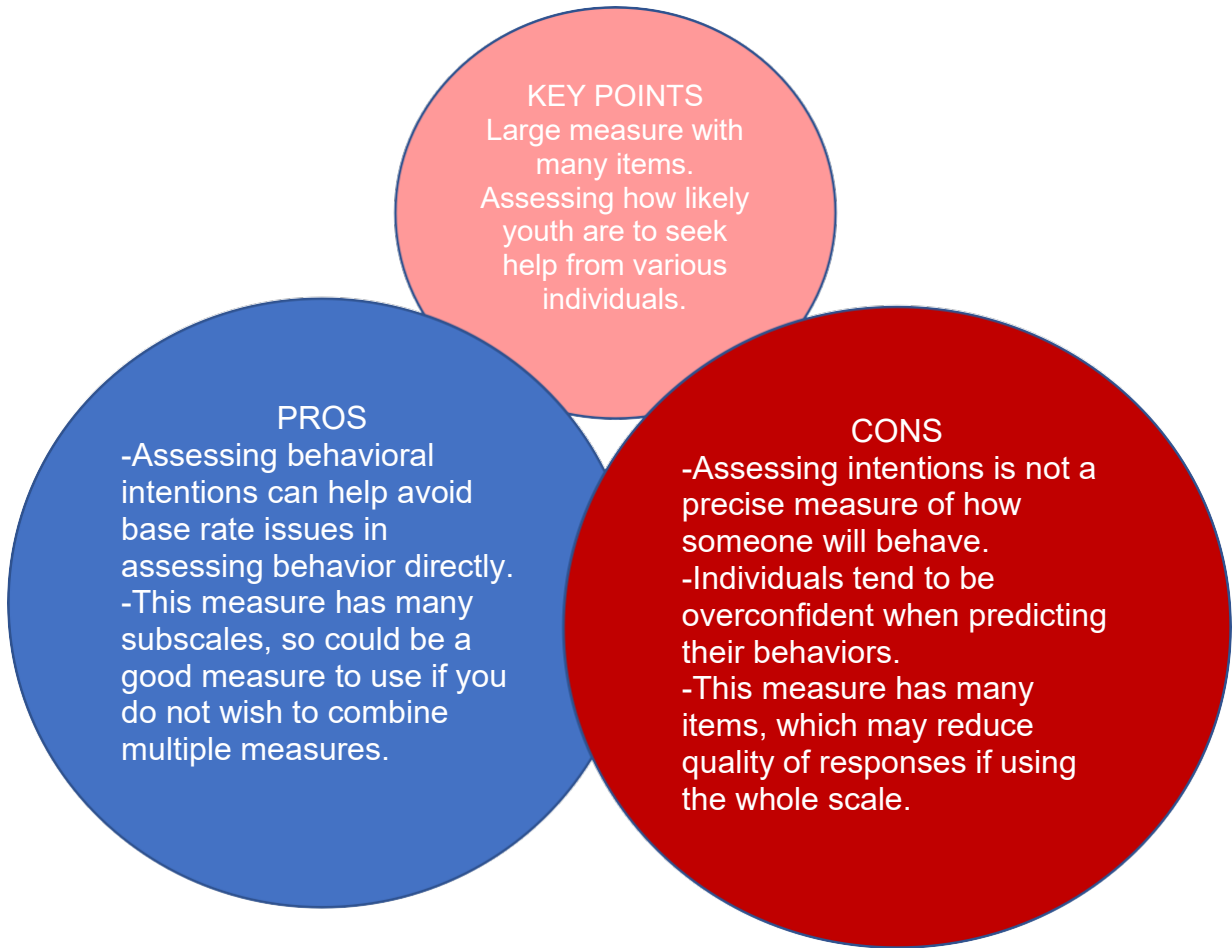 KEY POINTS
Large measure with
many items.
Assessing how likely
youth are to seek
help from various
individuals.
PROS
-Assessing behavioral
intentions can help avoid
base rate issues in
assessing behavior directly.
-This measure has many
subscales, so could be a
good measure to use if you
do not wish to combine
multiple measures.
CONS
-Assessing intentions is not a
precise measure of how
someone will behave.
-Individuals tend to be
overconfident when predicting
their behaviors.
-This measure has many
items, which may reduce
quality of responses if using
the whole scale.